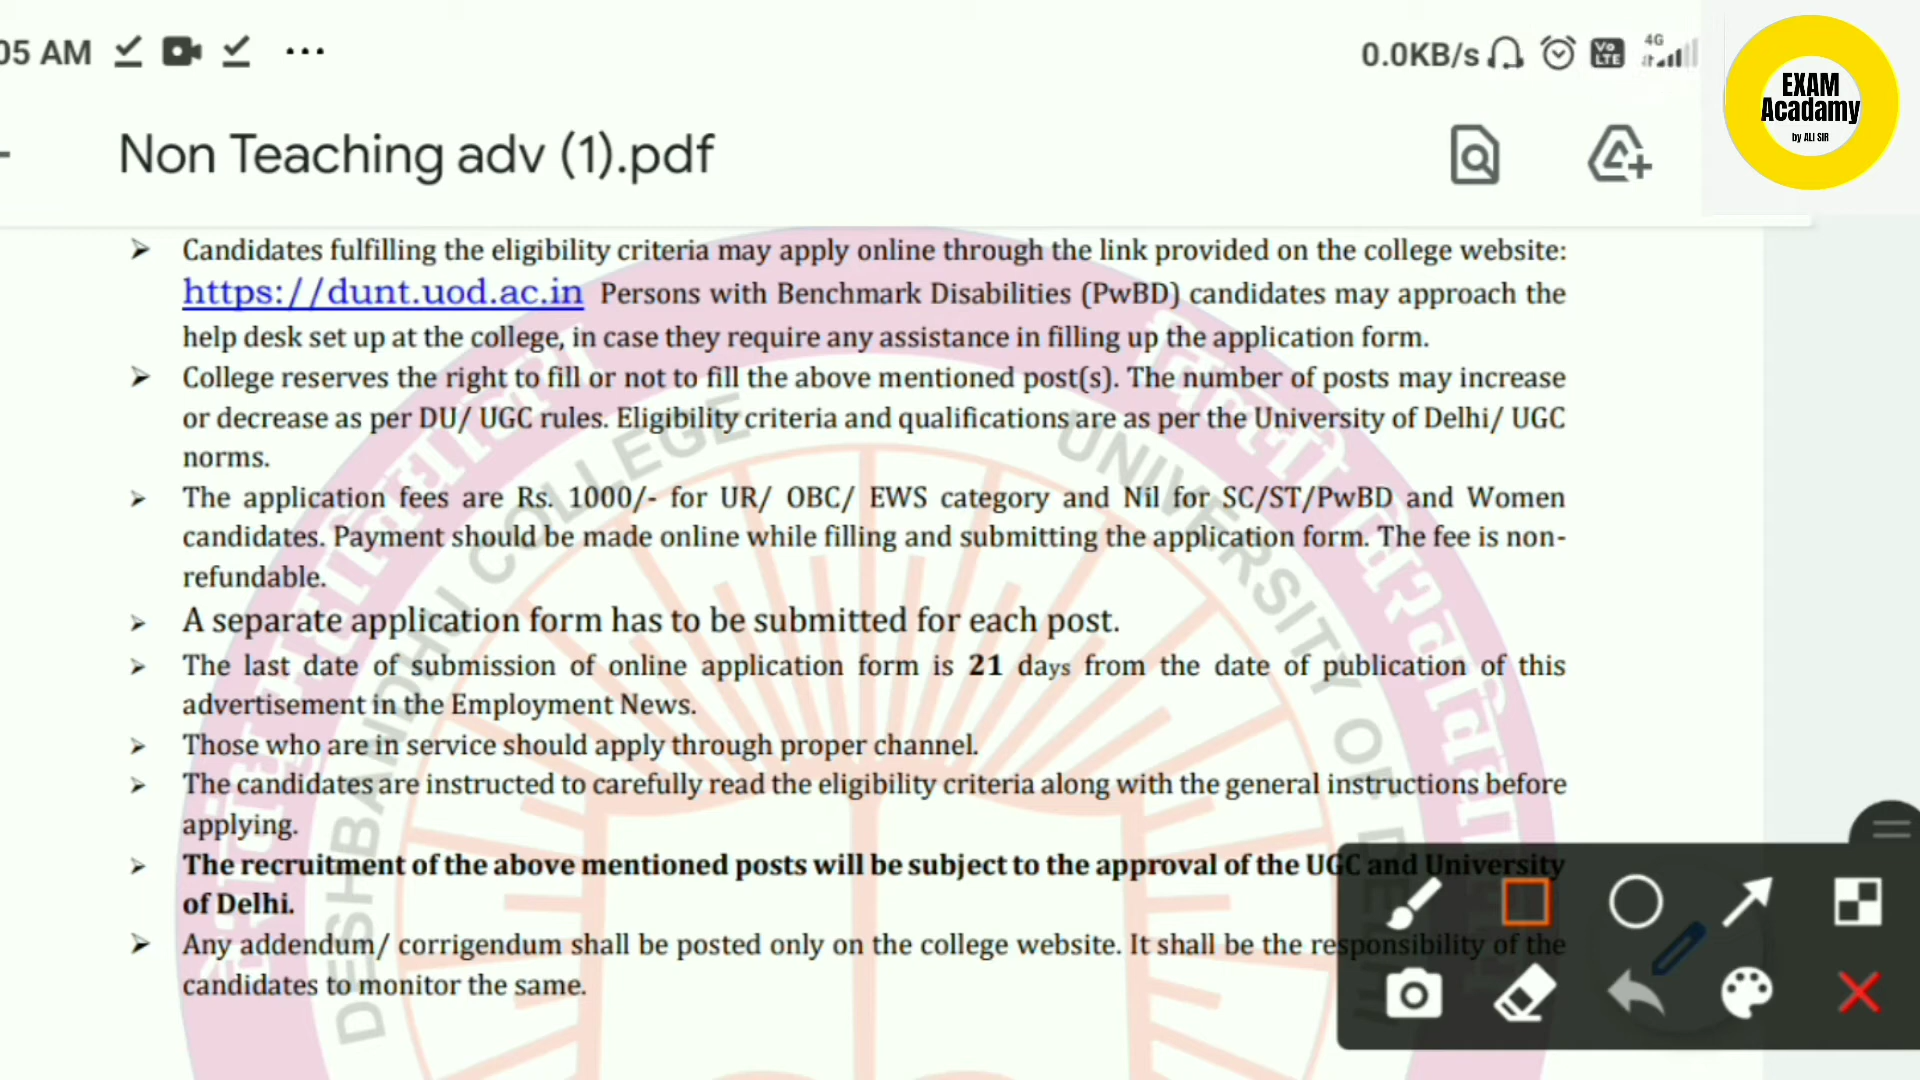 05 AM
0.0KB/s
Vo LTE
4G
EXAM
Acadamy
by ALI SIR
Non Teaching adv (1).pdf
➢ Candidates fulfilling the eligibility criteria may apply online through the link provided on the college website:
https://dunt.uod.ac.in Persons with Benchmark Disabilities (PwBD) candidates may approach the
help desk set up at the college, in case they require any assistance in filling up the application form.
➢ College reserves the right to fill or not to fill the above mentioned post(s). The number of posts may increase
or decrease as per DU/ UGC rules. Eligibility criteria and qualifications are as per the University of Delhi/ UGC
norms.
➢ The application fees are Rs. 1000/- for UR/ OBC/ EWS category and Nil for SC/ST/PwBD and Women
candidates. Payment should be made online while filling and submitting the application form. The fee is non-
refundable.
➢ A separate application form has to be submitted for each post.
➢ The last date of submission of online application form is 21 days from the date of publication of this
advertisement in the Employment News.
➢ Those who are in service should apply through proper channel.
➢ The candidates are instructed to carefully read the eligibility criteria along with the general instructions before
applying.
➢ The recruitment of the above mentioned posts will be subject to the approval of the UGC and University
of Delhi.
➢ Any addendum/ corrigendum shall be posted only on the college website. It shall be the responsibility of the
candidates to monitor the same.
DESHBANDHU COLLEGE
UNIVERSITY OF DELHI